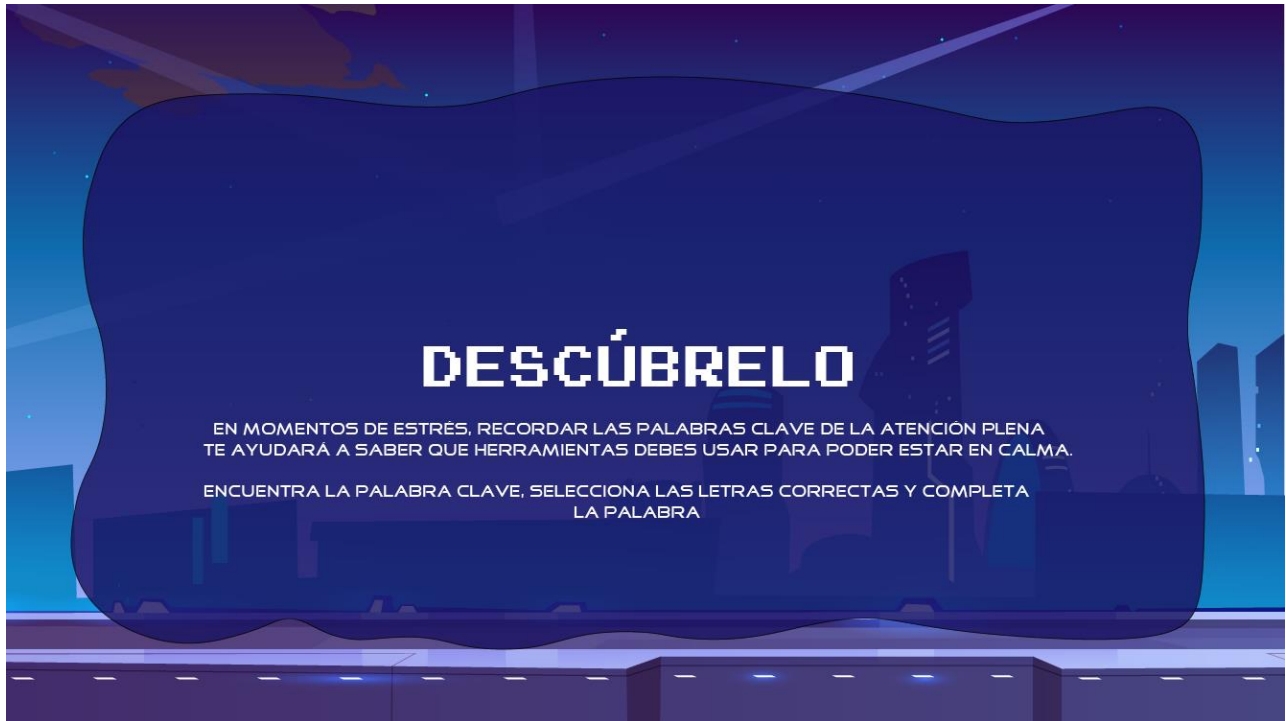 DESCÚBRELO
EN MOMENTOS DE ESTRÉS, RECORDAR LAS PALABRAS CLAVE DE LA ATENCIÓN PLENA
TE AYUDARÁ A SABER QUE HERRAMIENTAS DEBES USAR PARA PODER ESTAR EN CALMA.
ENCUENTRA LA PALABRA CLAVE, SELECCIONA LAS LETRAS CORRECTAS Y COMPLETA
LA PALABRA